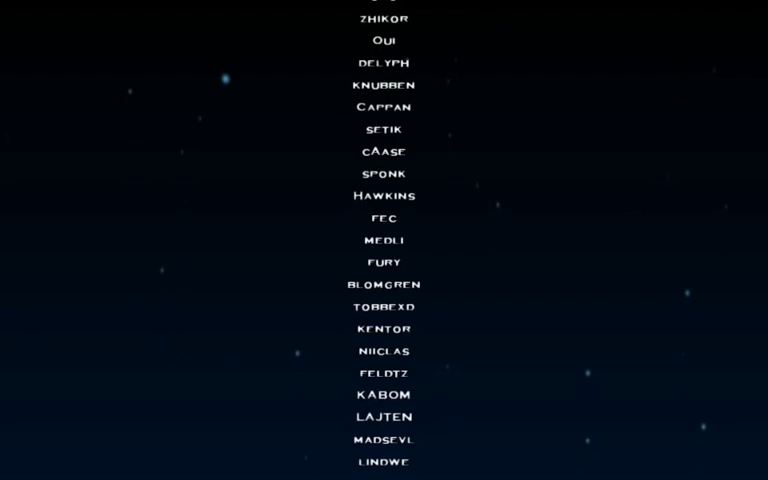 ZHIKOR
OUI
DELYPH
KNUBBEN
CAPPAN
SETIK
CAASE
SPONK
HAWKINS
FEC
MEDLI
FURY
BLOMGREN
TOBBEXD
KENTOR
NIICLAS
FELDTZ
KABOM
LAJTEN
MADSEVL
LINDWE